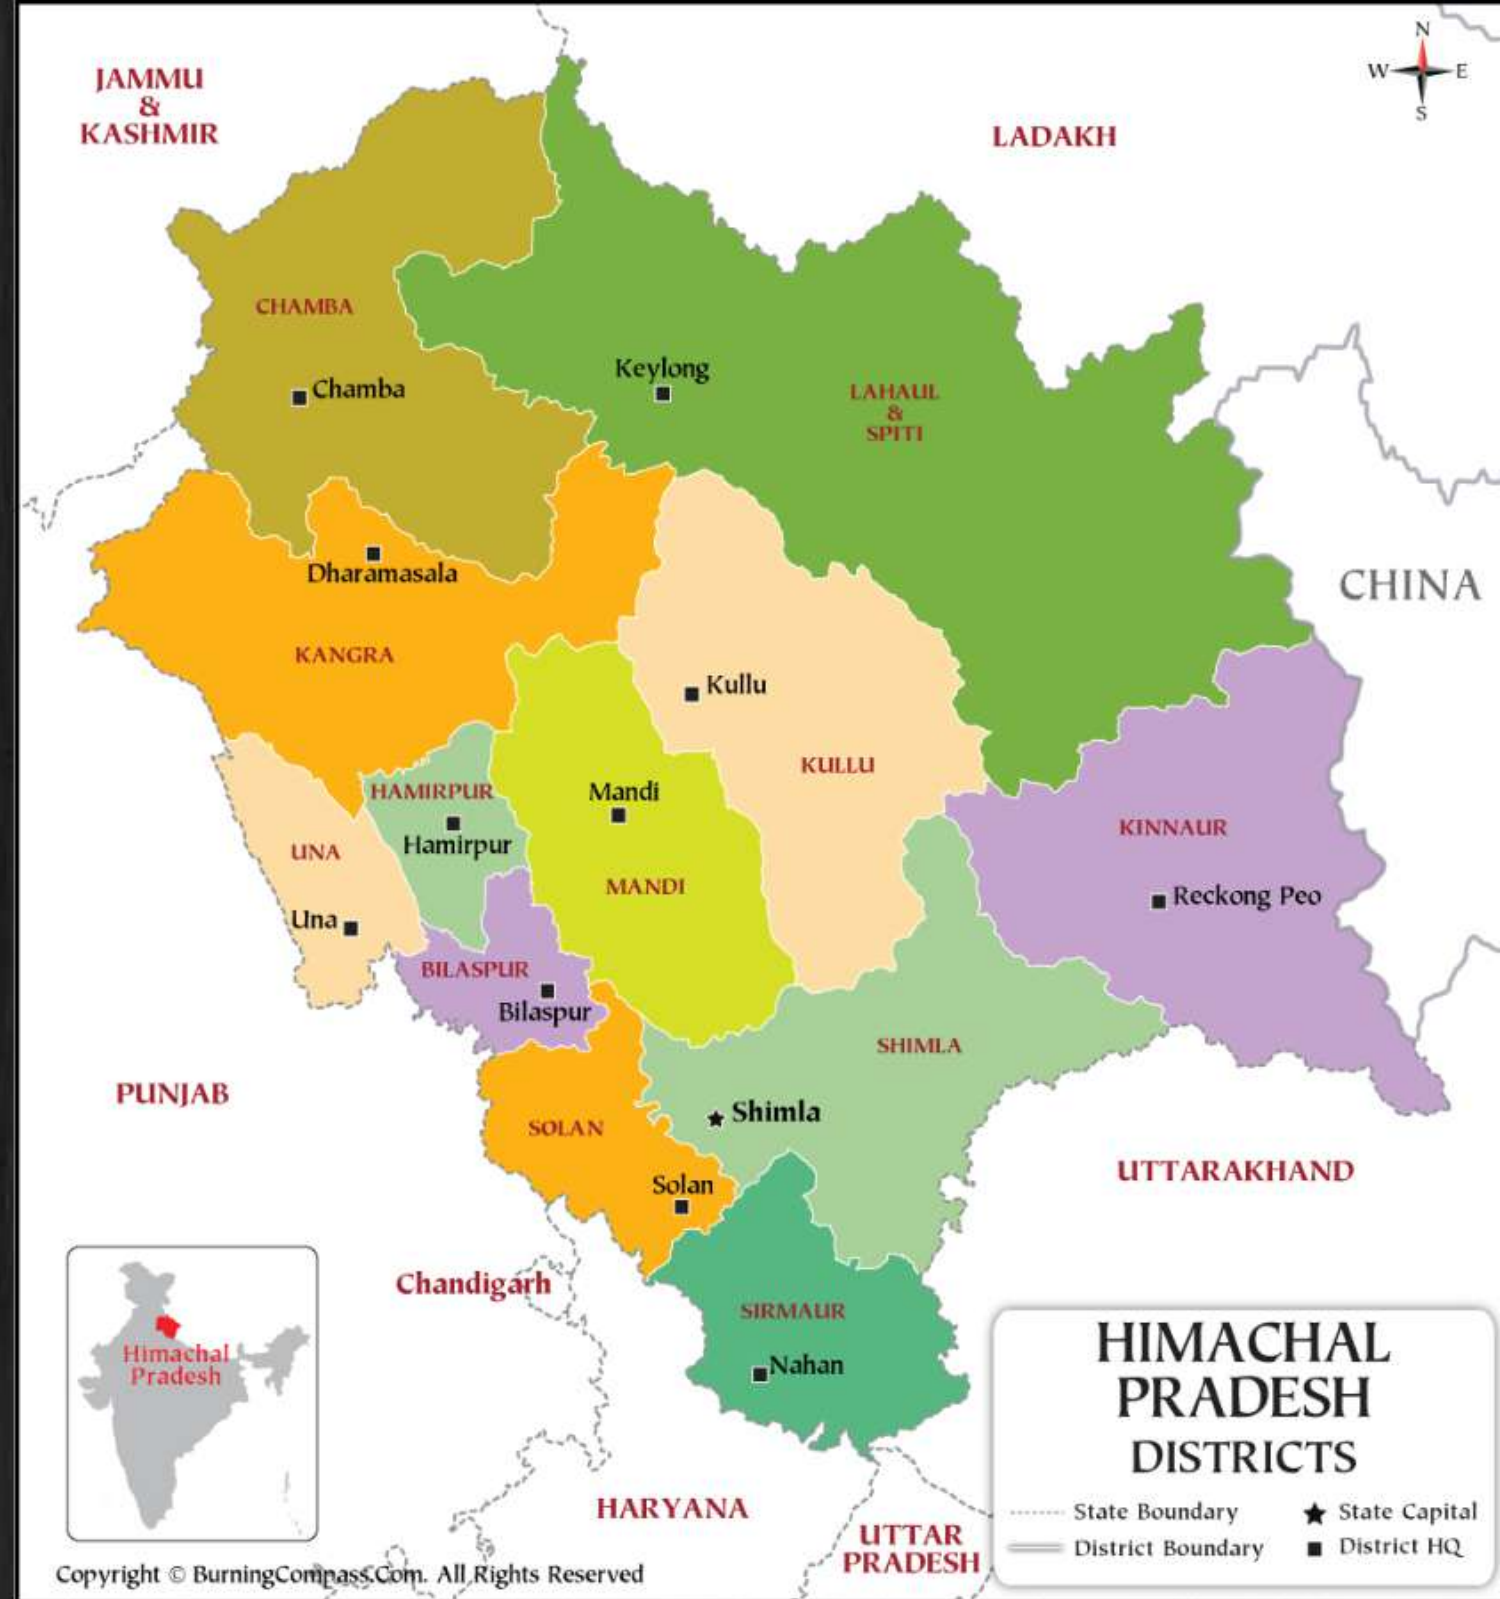 N
W E
S
JAMMU
&
KASHMIR
LADAKH
CHAMBA
Chamba
Keylong
LAHAUL
&
SPITI
Dharamasala
KANGRA
CHINA
Kullu
KULLU
HAMIRPUR
Hamirpur
Mandi
MANDI
UNA
Una
KINNAUR
Reckong Peo
BILASPUR
Bilaspur
SHIMLA
Shimla
PUNJAB
SOLAN
Solan
UTTARAKHAND
Chandigarh
SIRMAUR
Nahan
Himachal
Pradesh
HARYANA
UTTAR
PRADESH
HIMACHAL
PRADESH
DISTRICTS
State Boundary
State Capital
District Boundary
District HQ
Copyright © BurningCompass.Com. All Rights Reserved